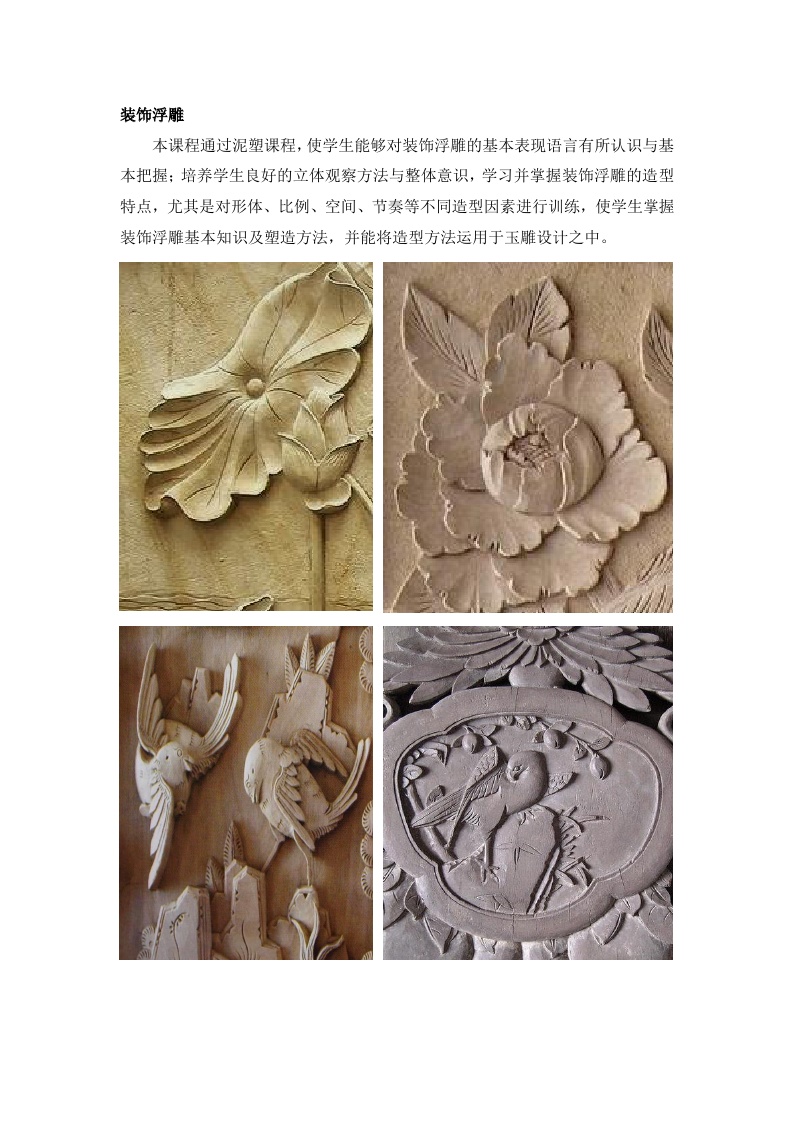 装饰浮雕
本课程通过泥塑课程，使学生能够对装饰浮雕的基本表现语言有所认识与基
本把握；培养学生良好的立体观察方法与整体意识，学习并掌握装饰浮雕的造型
特点，尤其是对形体、比例、空间、节奏等不同造型因素进行训练，使学生掌握
装饰浮雕基本知识及塑造方法，并能将造型方法运用于玉雕设计之中。